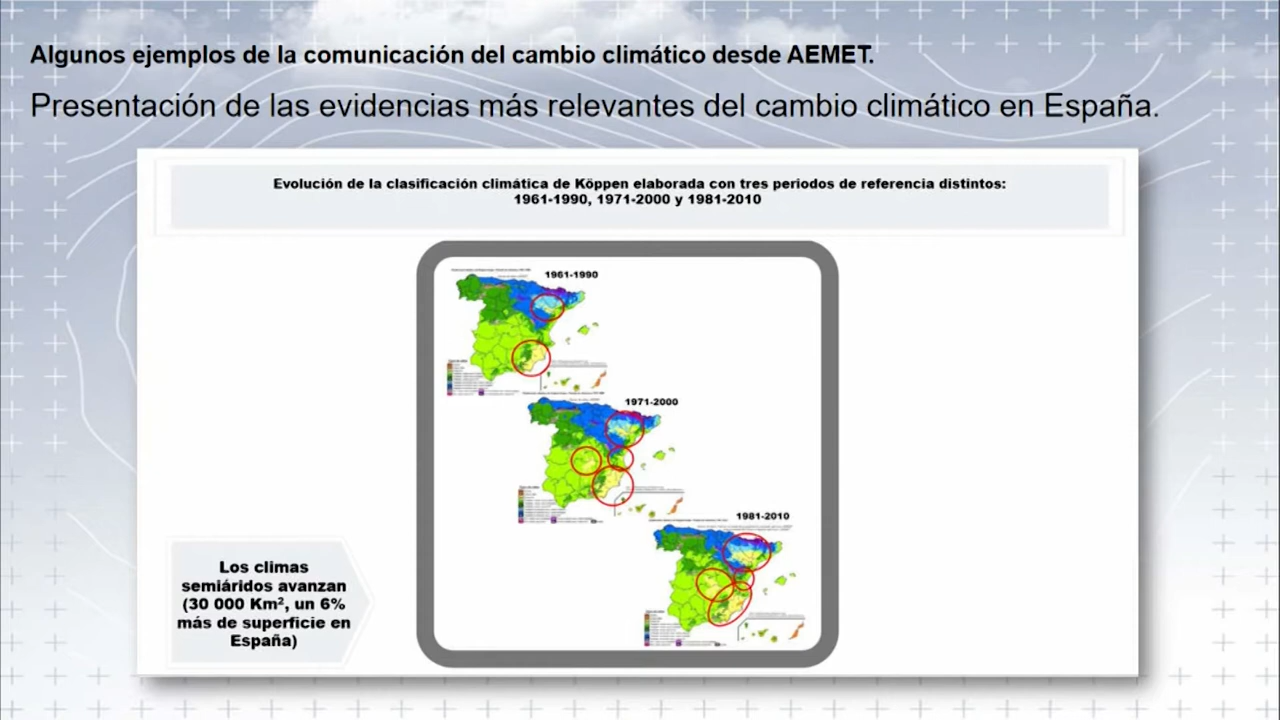 Algunos ejemplos de la comunicación del cambio climático desde AEMET.
Presentación de las evidencias más relevantes del cambio climático en España.
Evolución de la clasificación climática de Köppen elaborada con tres periodos de referencia distintos:
1961-1990, 1971-2000 y 1981-2010
1961-1990
1971-2000
1981-2010
Los climas
semiáridos avanzan
(30 000 Km², un 6%
más de superficie en
España)